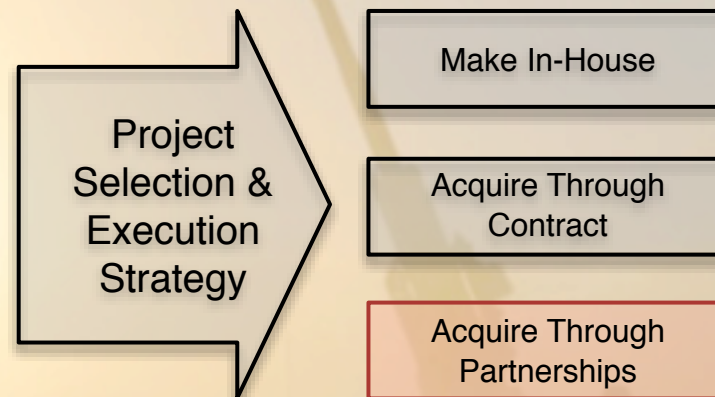 Project
Selection &
Execution
Strategy
Make In-House
Acquire Through
Contract
Acquire Through
Partnerships